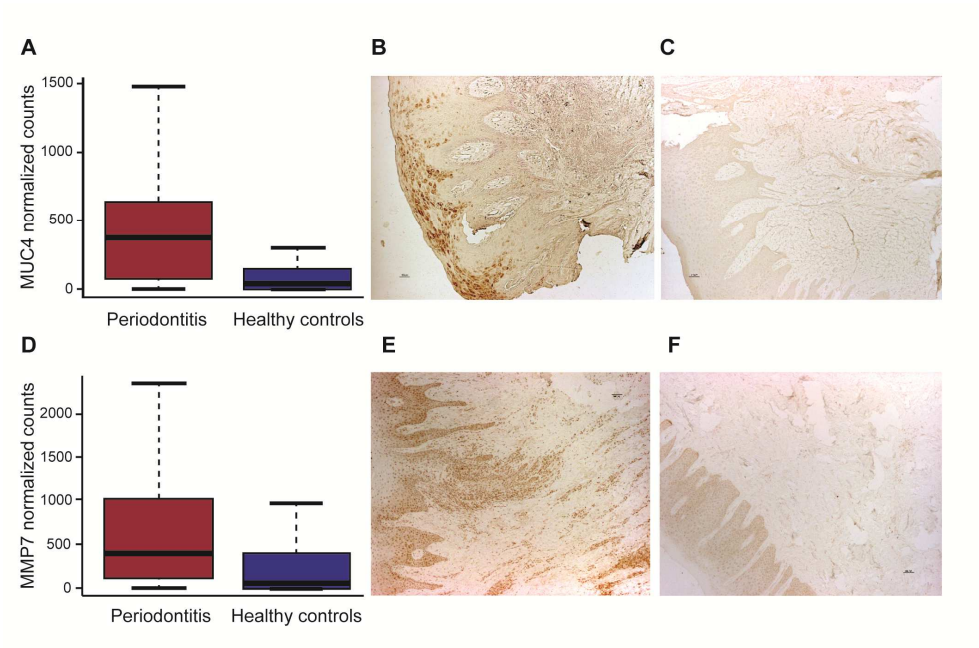 A
B
C
MUC4 normalized counts
1500
1000
500
0
Periodontitis Healthy controls
D
E
F
MMP7 normalized counts
2000
1500
1000
500
0
Periodontitis Healthy controls